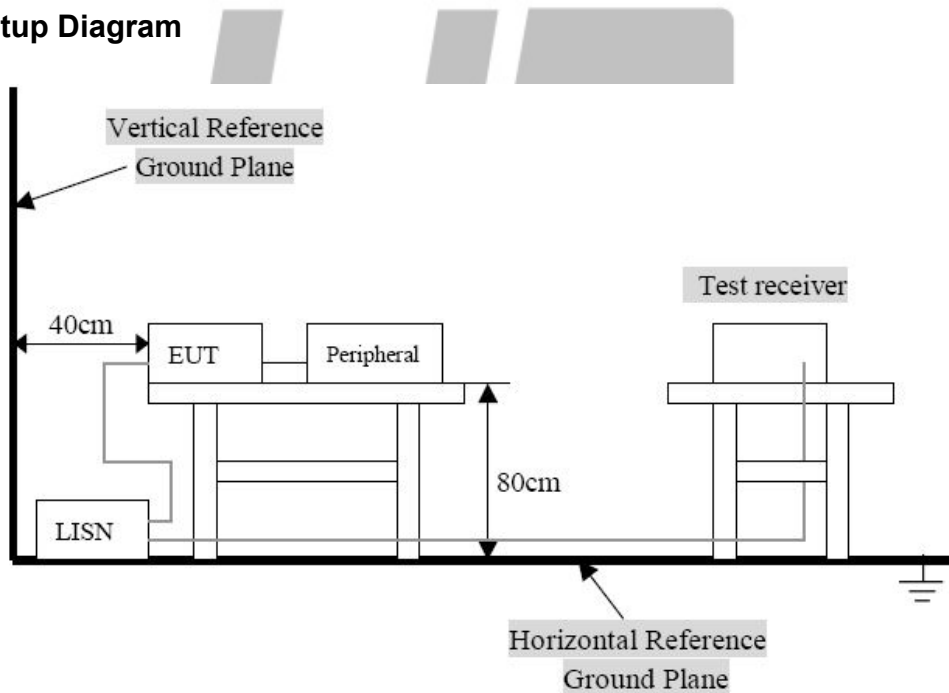 tup Diagram
Vertical Reference
Ground Plane
Test receiver
40cm
EUT
Peripheral
80cm
LISN
Horizontal Reference
Ground Plane